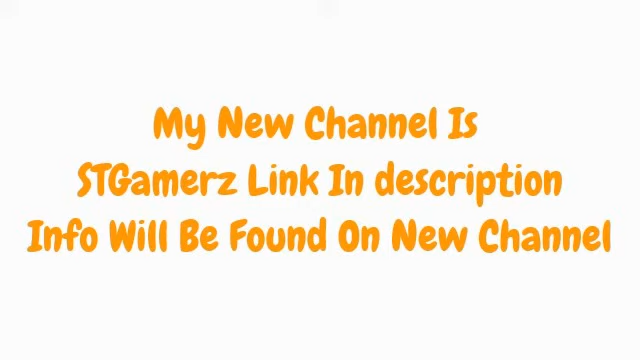 My New Channel Is
STGamerz Link In description
Info Will Be Found On New Channel